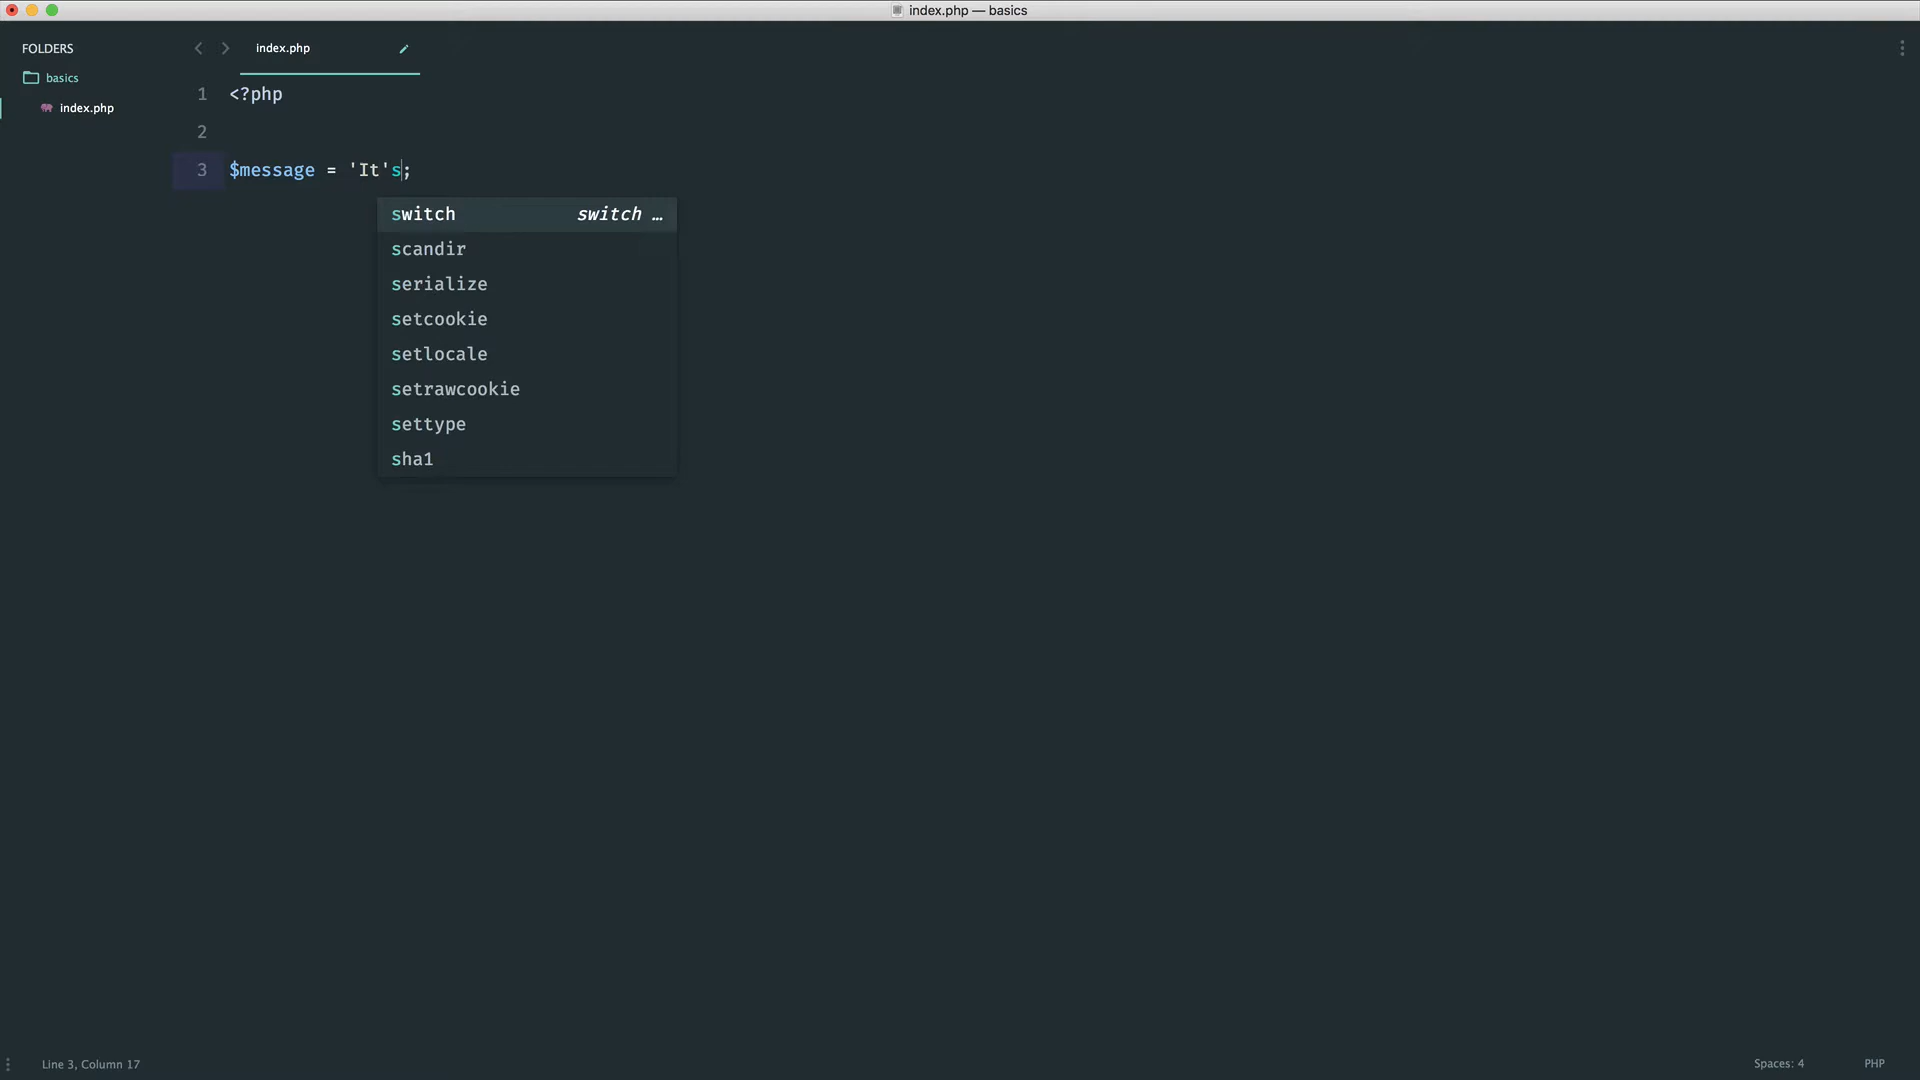 index.php — basics
FOLDERS
basics
index.php
index.php
1 <?php
2
3 $message = 'It's;
switch switch …
scandir
serialize
setcookie
setlocale
setrawcookie
settype
sha1
Line 3, Column 17
Spaces: 4
PHP